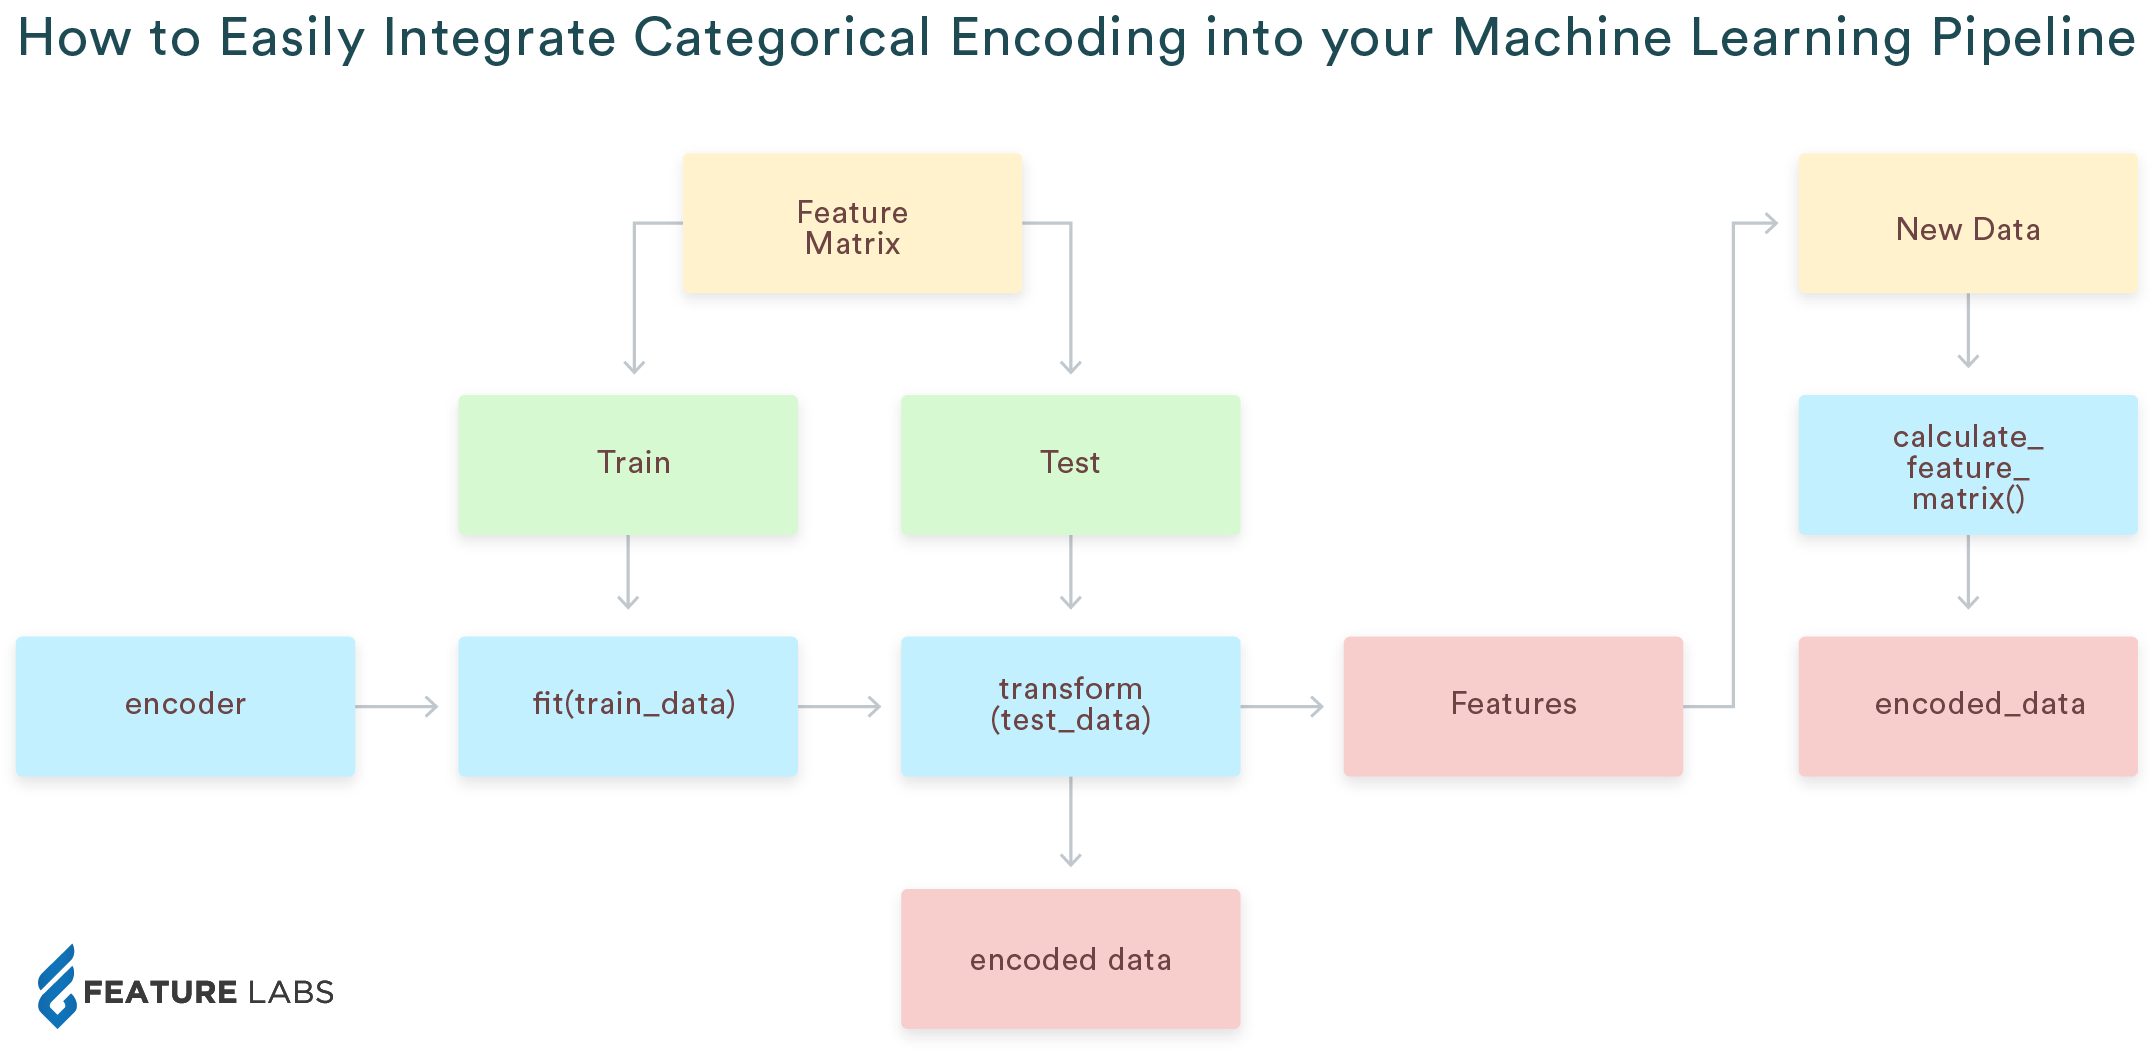 How to Easily Integrate Categorical Encoding into your Machine Learning Pipeline
Feature
Matrix
New Data
Train
Test
calculate_
feature_
matrix()
encoder
fit(train_data)
transform
(test_data)
Features
encoded_data
encoded data
FEATURE LABS